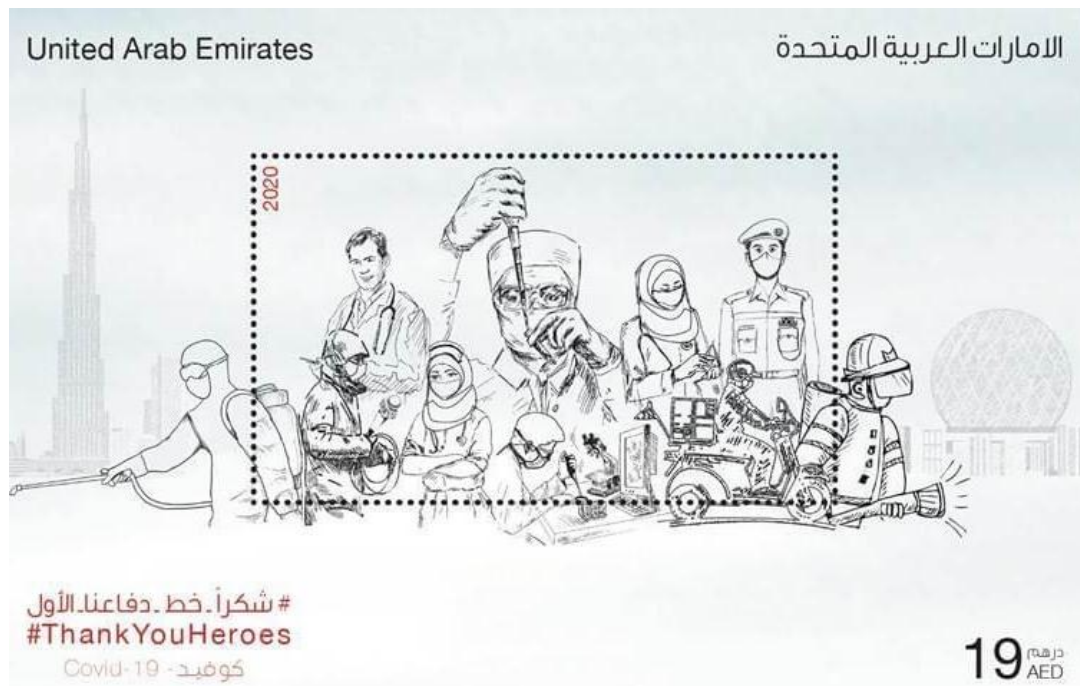 United Arab Emirates
الامارات العربية المتحدة
2020
# شكراً_خط_دفاعنا_الأول
#ThankYouHeroes
Covid-19 - كوفيد
19 درهم
AED